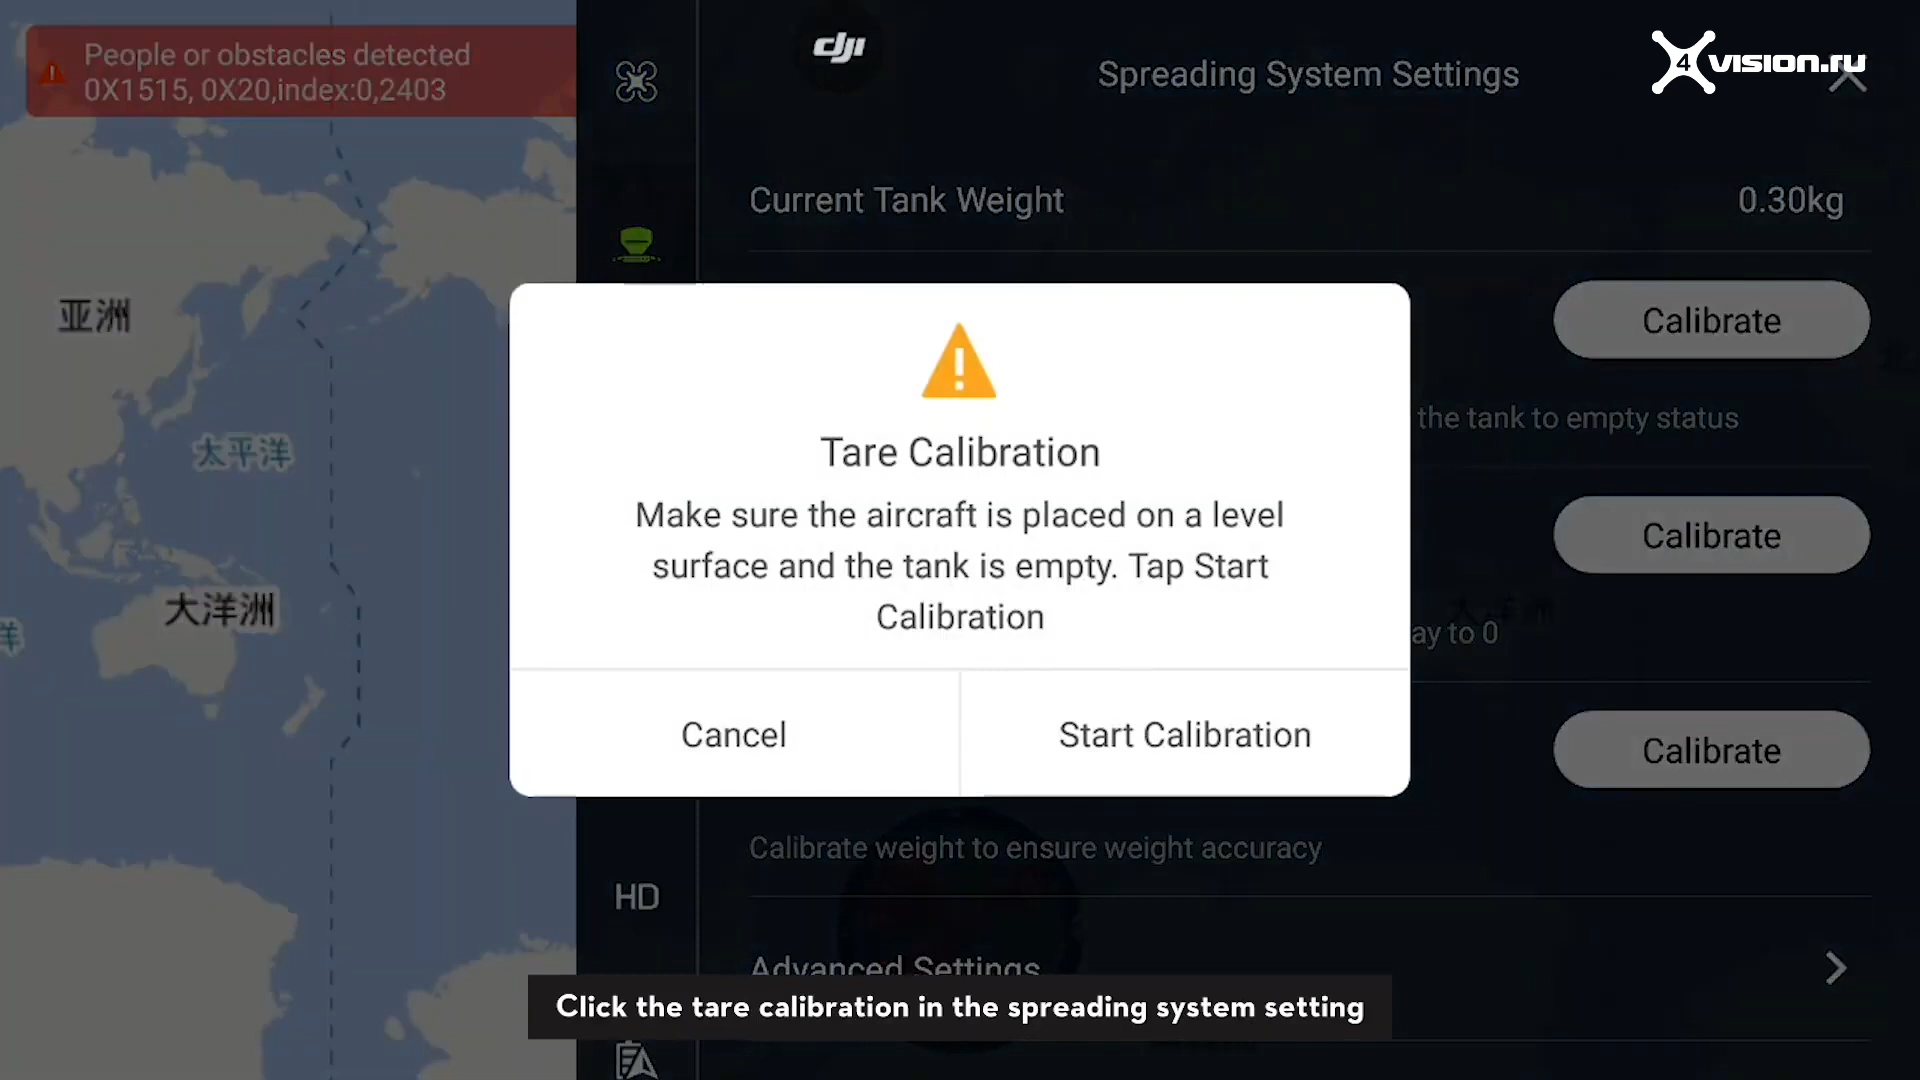 People or obstacles detected
0X1515, 0X20,index:0,2403
dji
Spreading System Settings
4vision.ru
Current Tank Weight
0.30kg
亚洲
太平洋
大洋洲
洋
Calibrate
the tank to empty status
Calibrate
ay to 0
Calibrate
Tare Calibration
Make sure the aircraft is placed on a level
surface and the tank is empty. Tap Start
Calibration
Cancel
Start Calibration
Calibrate weight to ensure weight accuracy
HD
Advanced Settings
Click the tare calibration in the spreading system setting